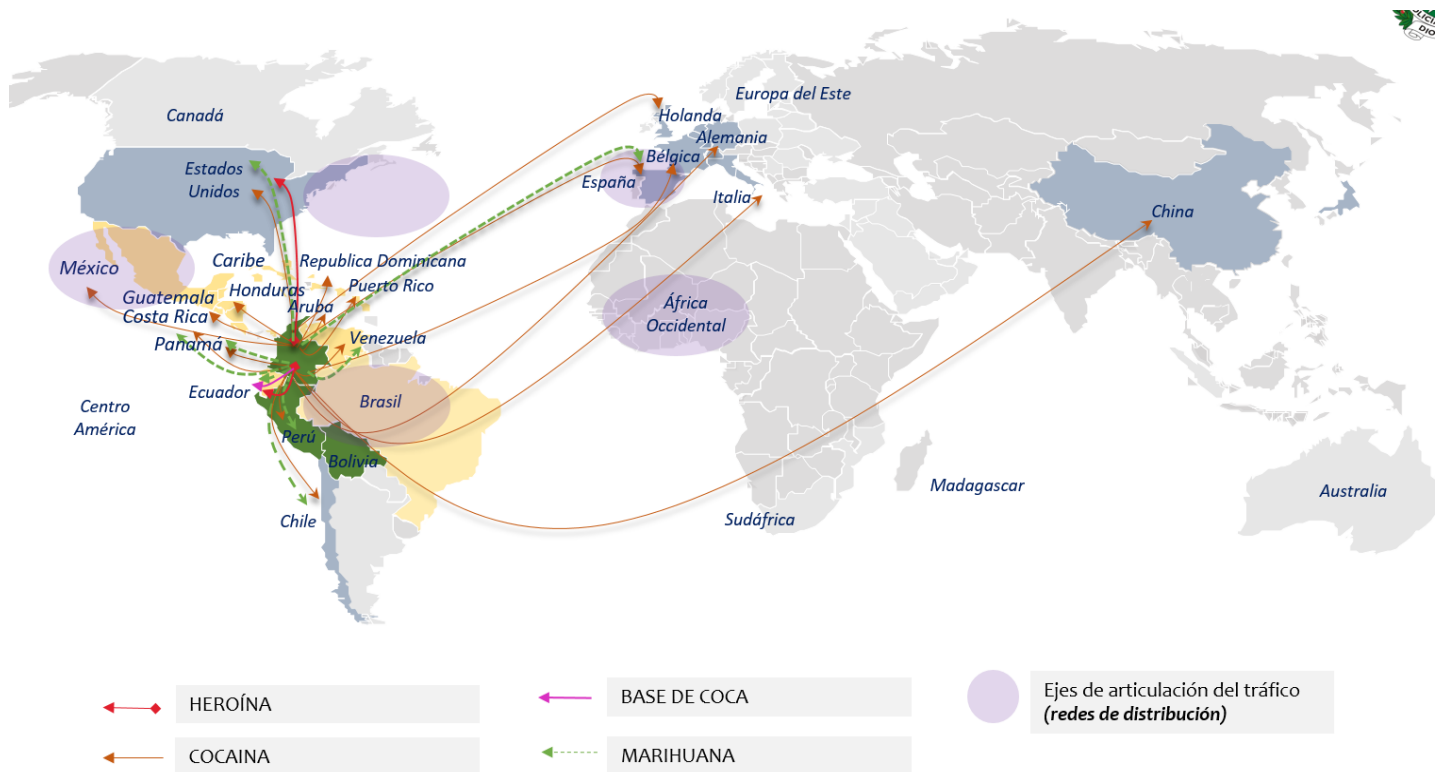 DIO
Europa del Este
Canadá
Holanda
Alemania
Estados
Unidos
Bélgica
España
Italia
China
México
Caribe
Republica Dominicana
Honduras
Puerto Rico
Guatemala
Aruba
Costa Rica
África
Occidental
Panamá
Venezuela
Ecuador
Brasil
Centro
América
Perú
Bolivia
Madagascar
Australia
Chile
Sudáfrica
HEROÍNA
BASE DE COCA
Ejes de articulación del tráfico
(redes de distribución)
COCAINA
MARIHUANA